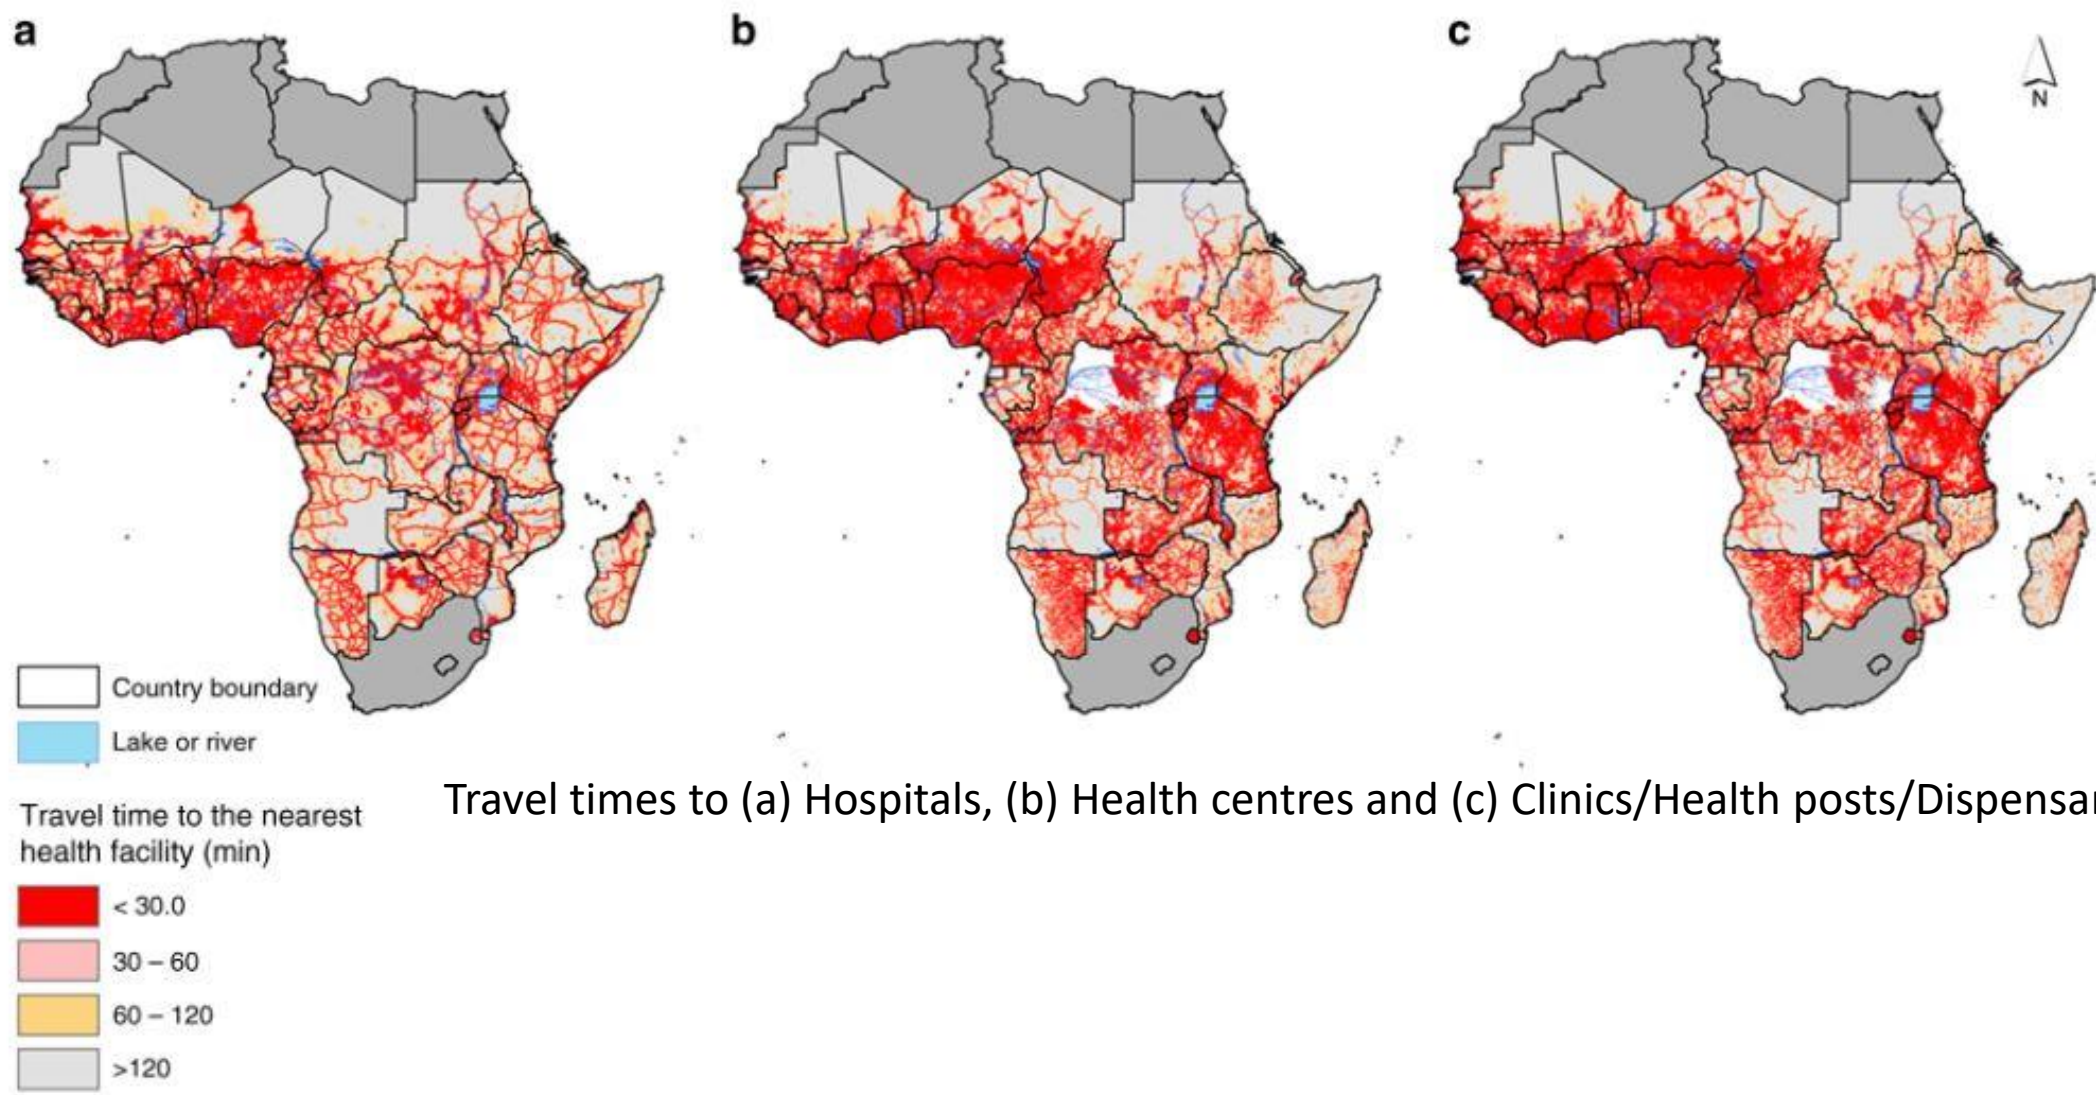 a
b
c
N
Country boundary
Lake or river
Travel times to (a) Hospitals, (b) Health centres and (c) Clinics/Health posts/Dispensar
Travel time to the nearest
health facility (min)
< 30.0
30 – 60
60 – 120
>120